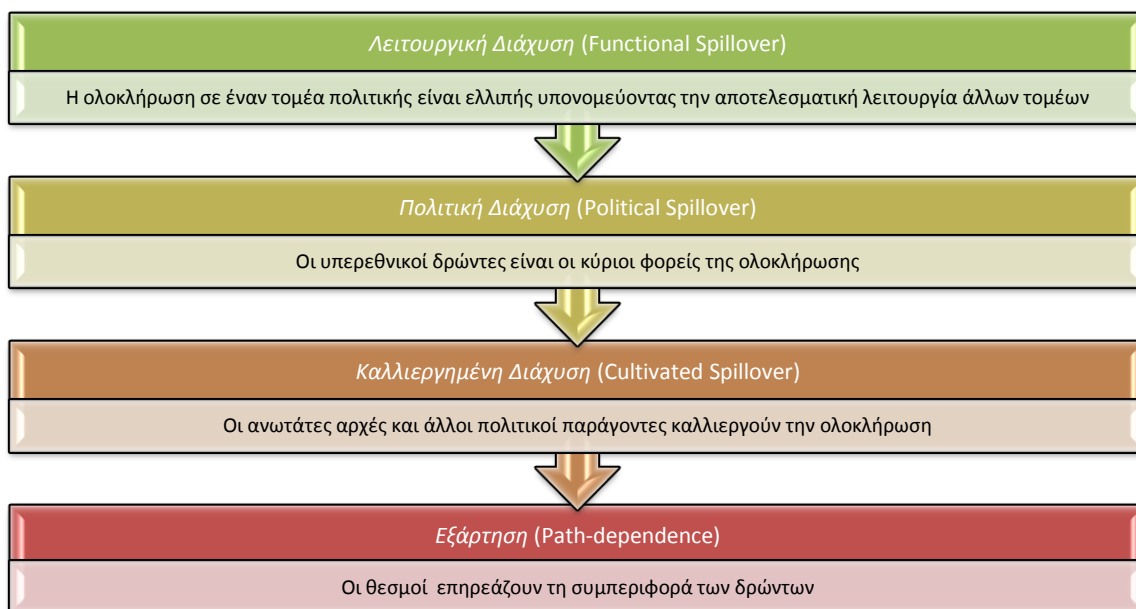 Λειτουργική Διάχυση (Functional Spillover)
Η ολοκλήρωση σε έναν τομέα πολιτικής είναι ελλιπής υπονομεύοντας την αποτελεσματική λειτουργία άλλων τομέων
Πολιτική Διάχυση (Political Spillover)
Οι υπερεθνικοί δρώντες είναι οι κύριοι φορείς της ολοκλήρωσης
Καλλιεργημένη Διάχυση (Cultivated Spillover)
Οι ανωτάτες αρχές και άλλοι πολιτικοί παράγοντες καλλιεργούν την ολοκλήρωση
Εξάρτηση (Path-dependence)
Οι θεσμοί επηρεάζουν τη συμπεριφορά των δρώντων